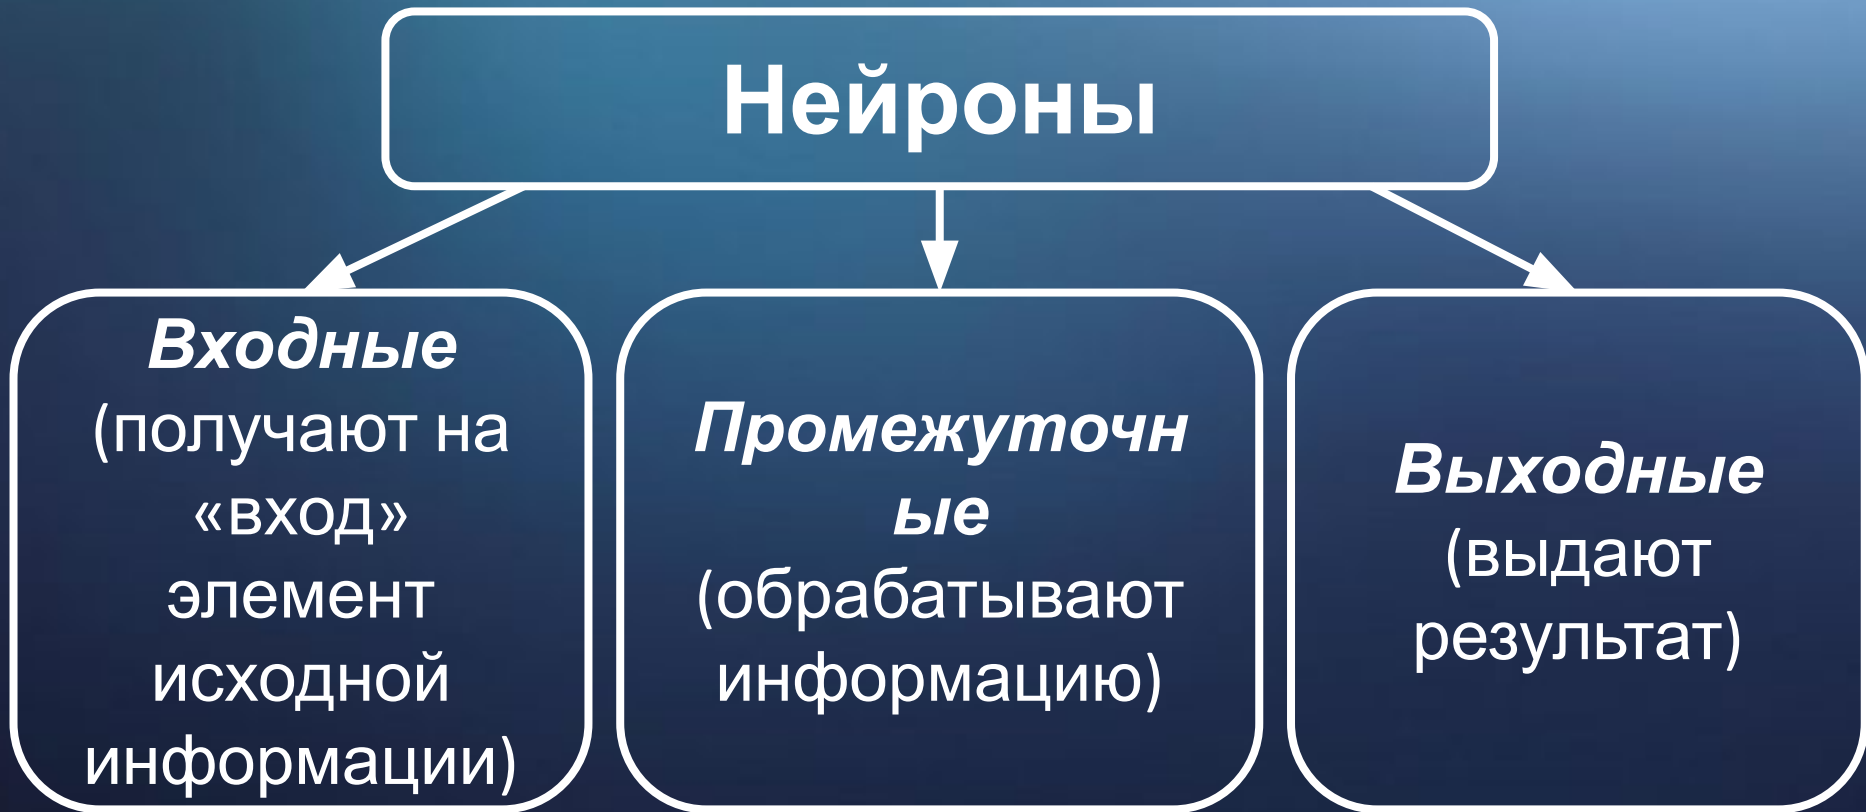 Нейроны
Входные
(получают на
«вход»
элемент
исходной
информации)
Промежуточн
ые
(обрабатывают
информацию)
Выходные
(выдают
результат)